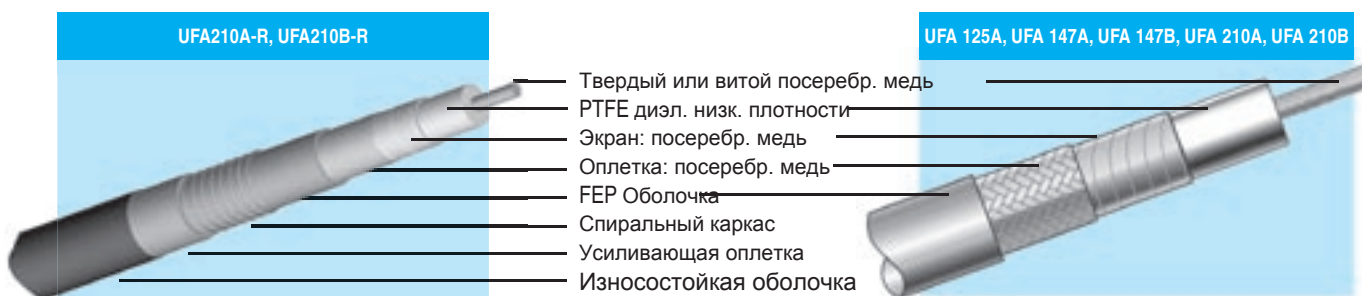 UFA210A-R, UFA210B-R
UFA 125A, UFA 147A, UFA 147B, UFA 210A, UFA 210B
Твердый или витой посеребр. медь
PTFE диэл. низк. плотности
Экран: посеребр. медь
Оплетка: посеребр. медь
FEP Оболочка
Спиральный каркас
Усиливающая оплетка
Износостойкая оболочка